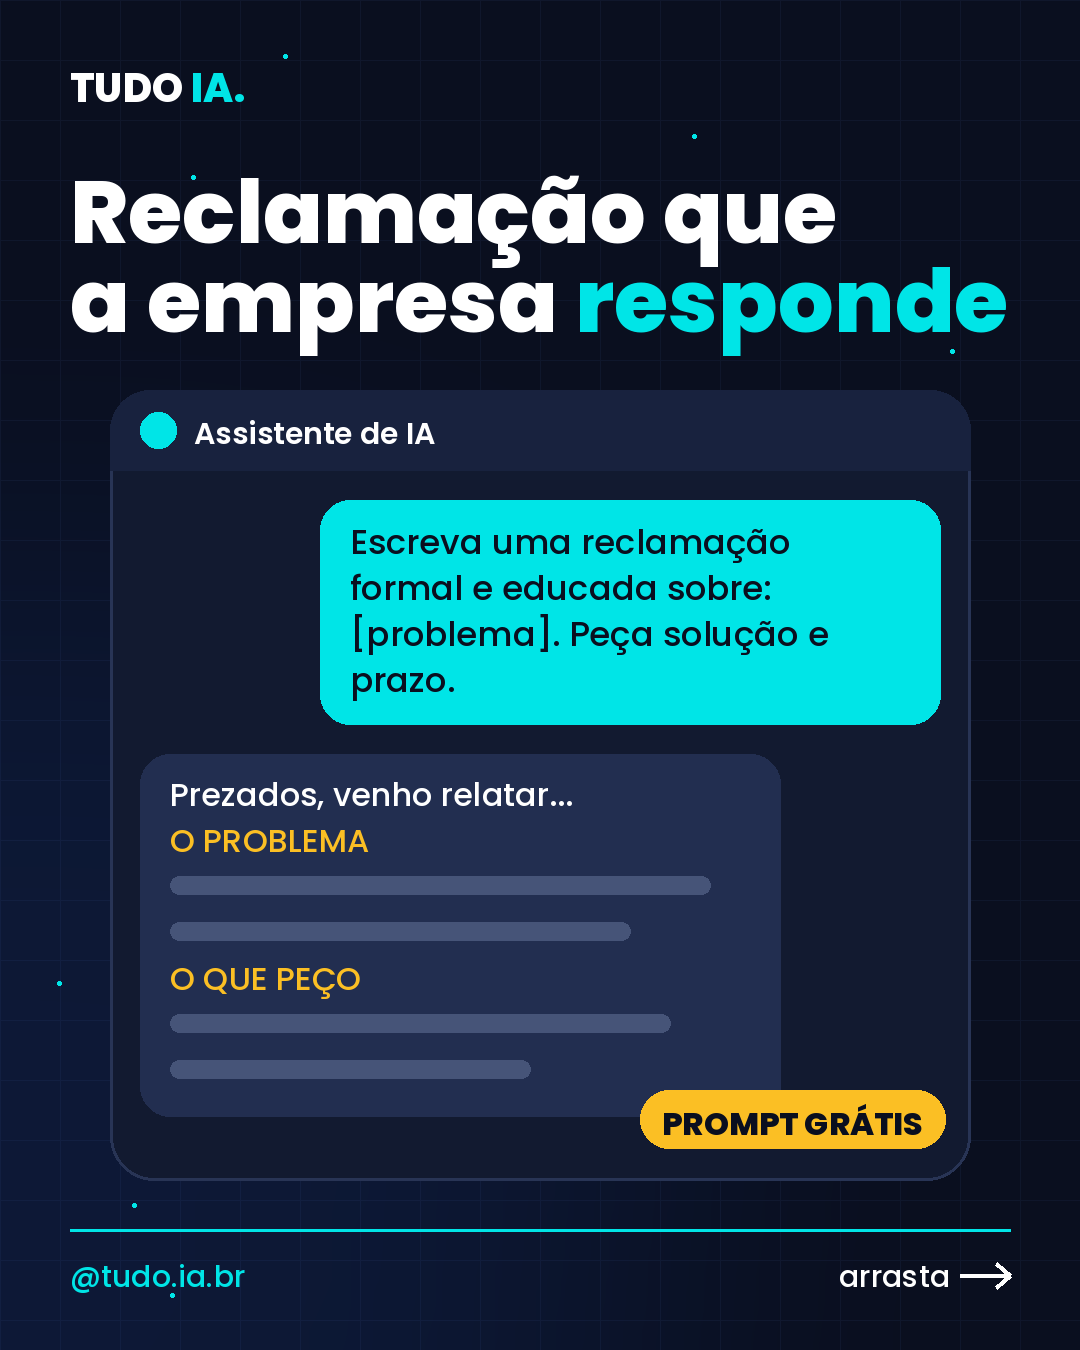 TUDO IA.
Reclamação que
a empresa responde
Assistente de IA
Escreva uma reclamação
formal e educada sobre:
[problema]. Peça solução e
prazo.
Prezados, venho relatar...
O PROBLEMA
O QUE PEÇO
PROMPT GRÁTIS
@tudo.ia.br
arrasta